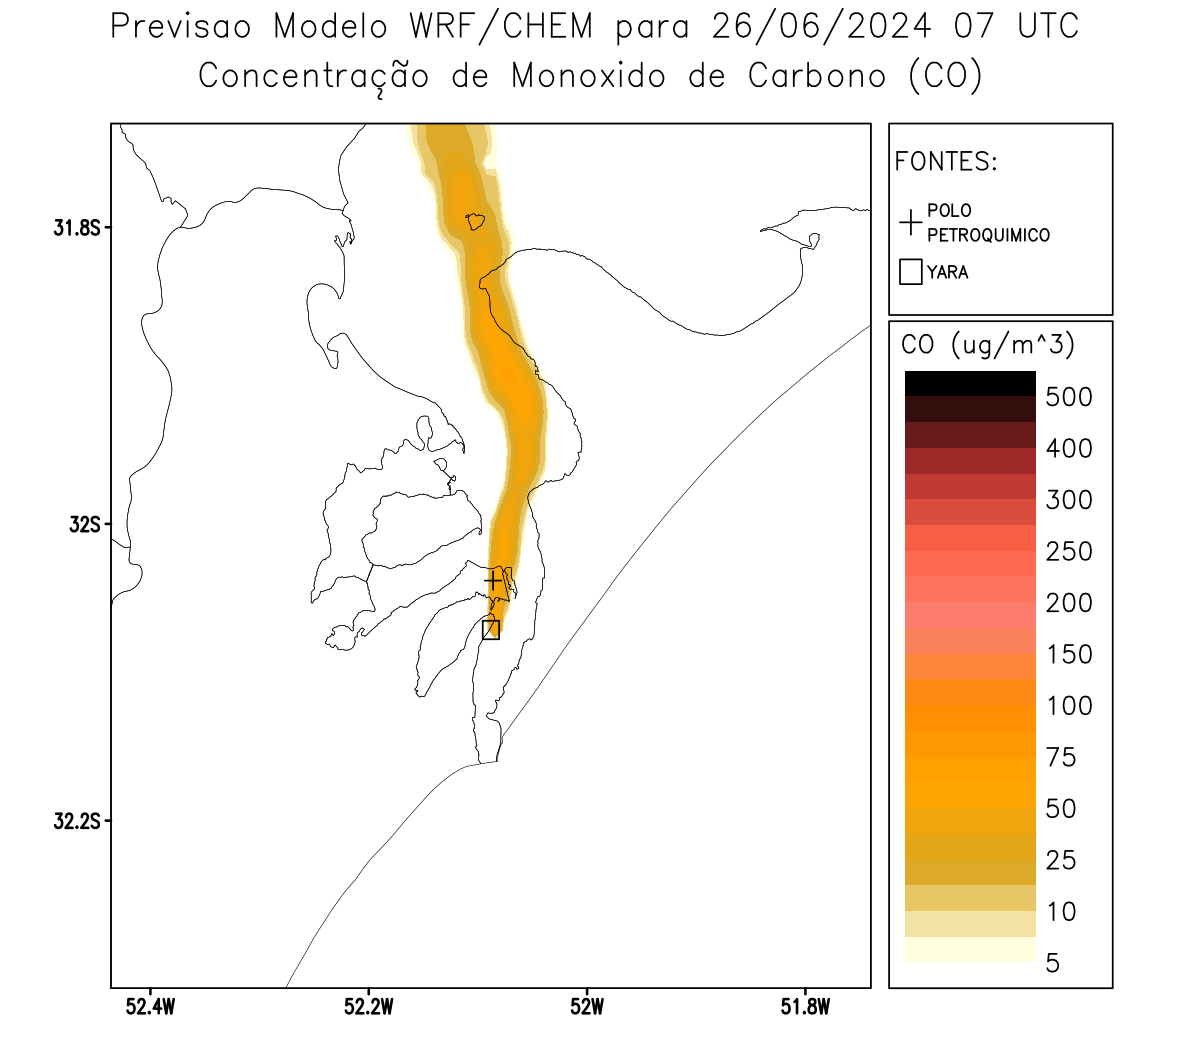 Previsao Modelo WRF/CHEM para 26/06/2024 07 UTC
Concentração de Monoxido de Carbono (CO)
FONTES:
POLO
PETROQUIMICO
YARA
31.8S
32S
32.2S
52.4W
52.2W
52W
51.8W
CO (ug/m^3)
500
400
300
250
200
150
100
75
50
25
10
5